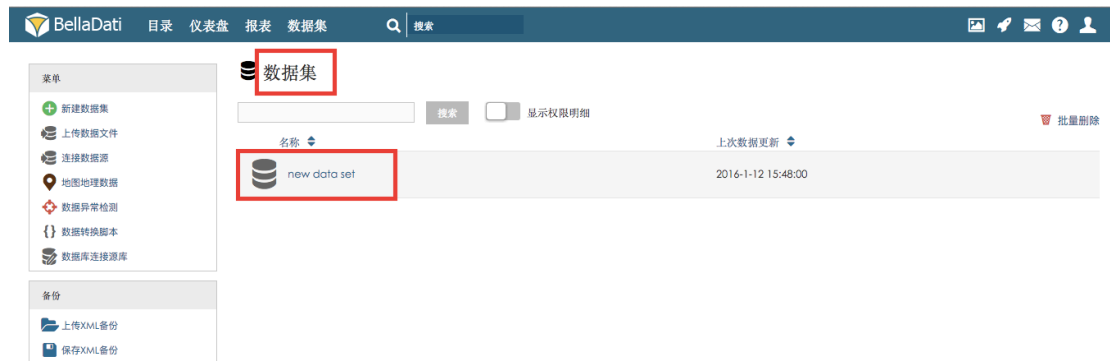 BellaDati 目录 仪表盘 报表 数据集 搜索
菜单
新建数据集
上传数据文件
连接数据源
地图地理数据
数据异常检测
数据转换脚本
数据库连接源库
备份
上传XML备份
保存XML备份
数据集
搜索 显示权限明细
批量删除
名称 上次数据更新
new data set 2016-1-12 15:48:00